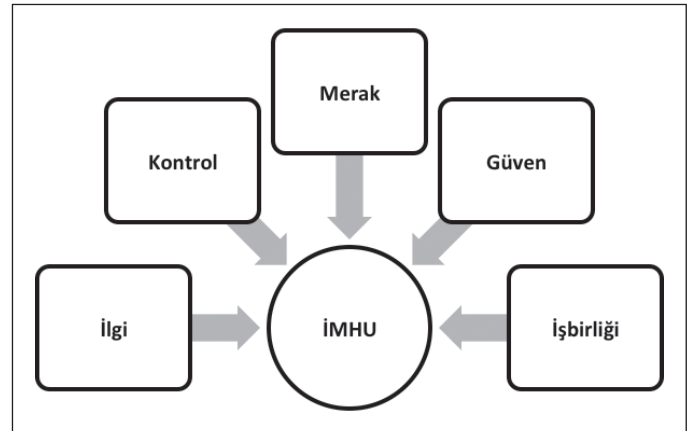 Merak
Kontrol
Güven
İlgi
İMHU
İşbirliği